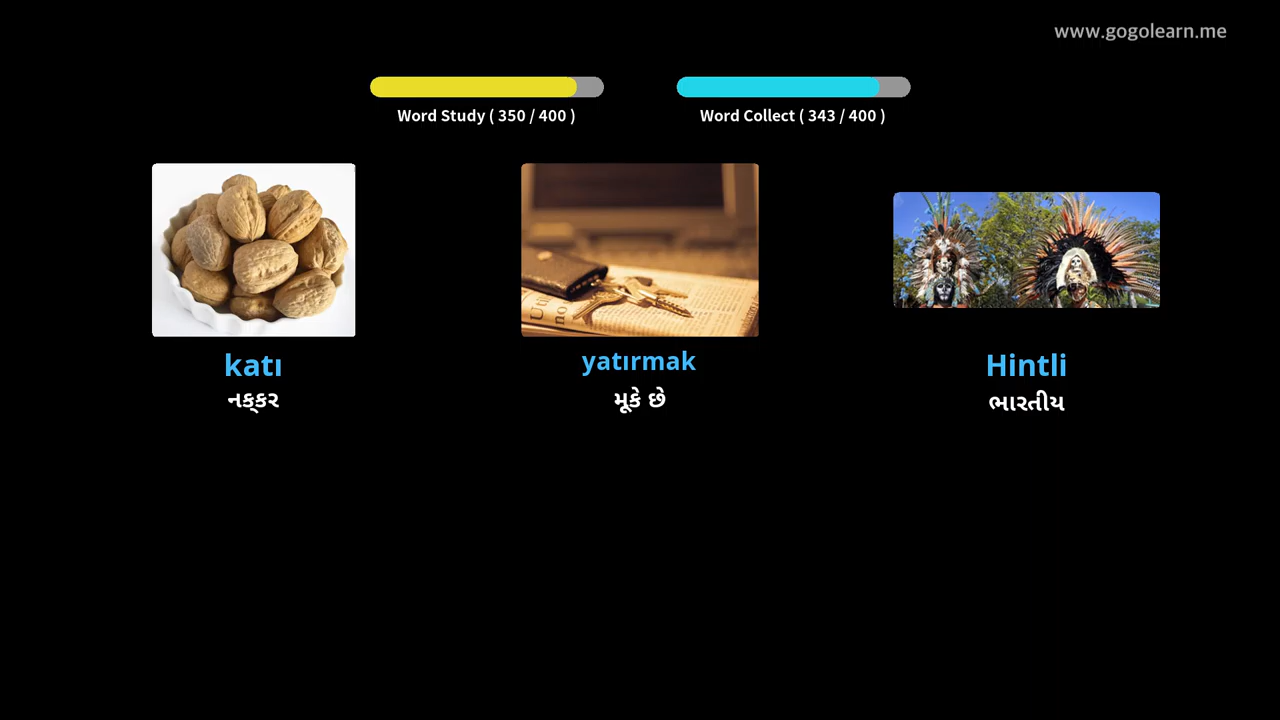 www.gogolearn.me
Word Study ( 350 / 400 )
Word Collect ( 343 / 400 )
katı
yatırmak
Hintli
નક્કર
મૂકે છે
ભારતીય